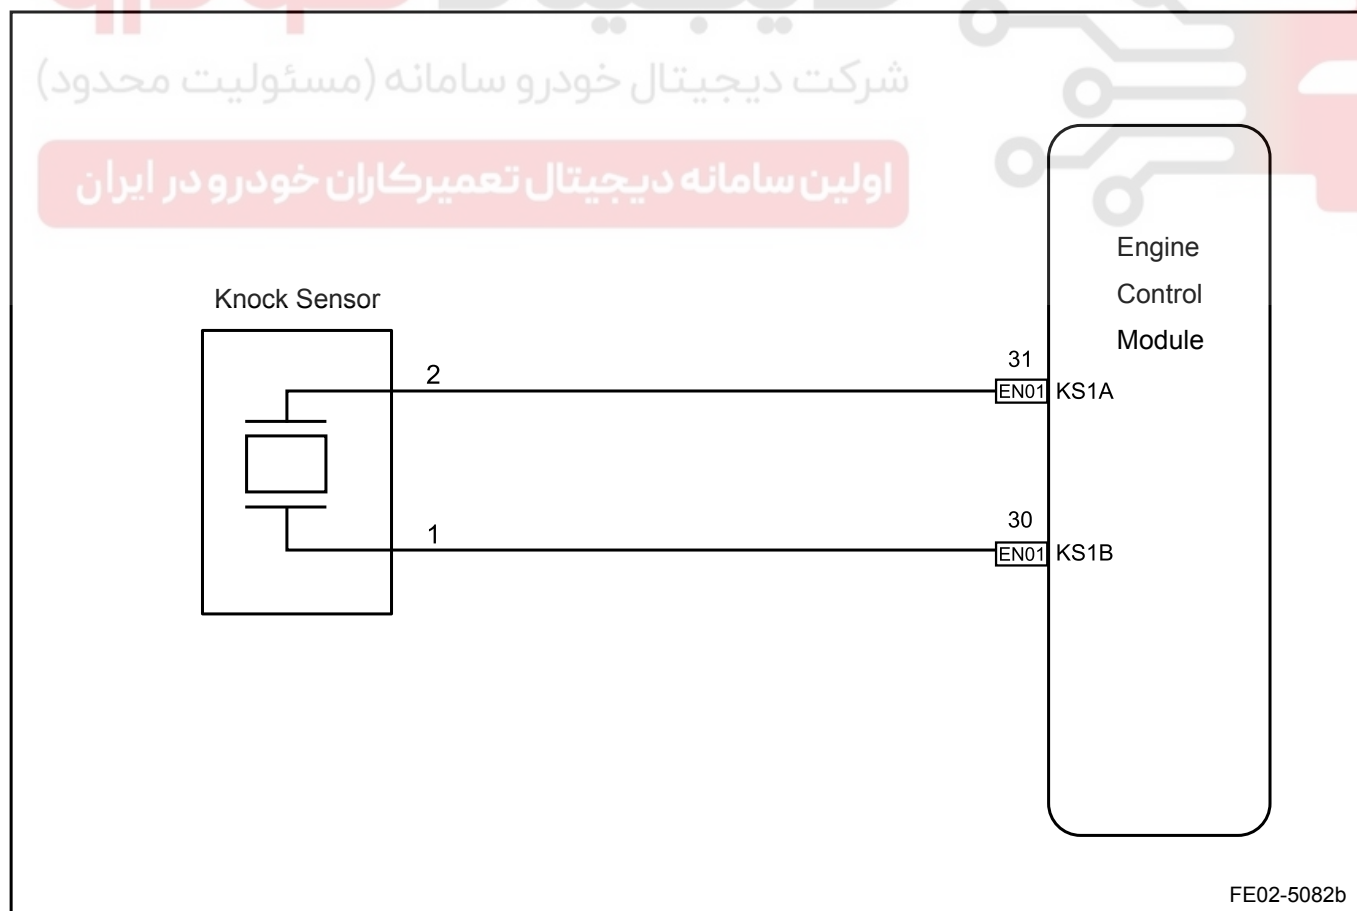 شرکت دیجیتال خودرو سامانه (مسئولیت محدود)
اولین سامانه دیجیتال تعمیرکاران خودرو در ایران
Engine
Control
Module
Knock Sensor
2
31
EN01 KS1A
1
30
EN01 KS1B
FE02-5082b